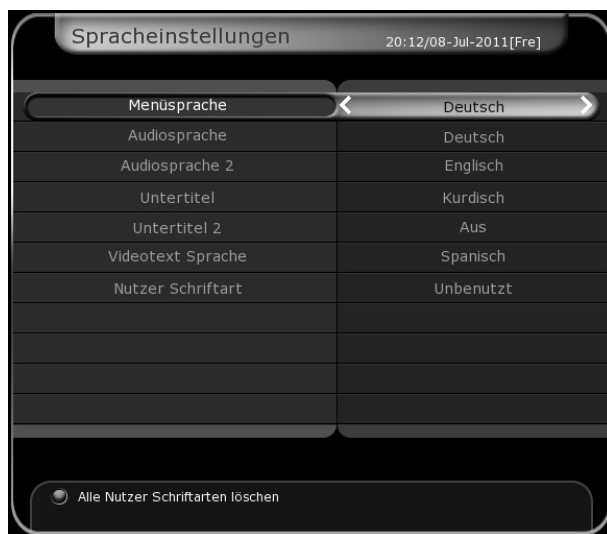 Spracheinstellungen 20:12/08-Jul-2011[Fre]
Menüsprache Deutsch
Audiosprache Deutsch
Audiosprache 2 Englisch
Untertitel Kurdisch
Untertitel 2 Aus
Videotext Sprache Spanisch
Nutzer Schriftart Unbenutzt
Alle Nutzer Schriftarten löschen